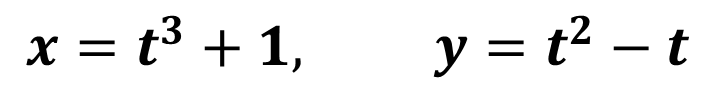 x = t³ + 1, y = t² − t